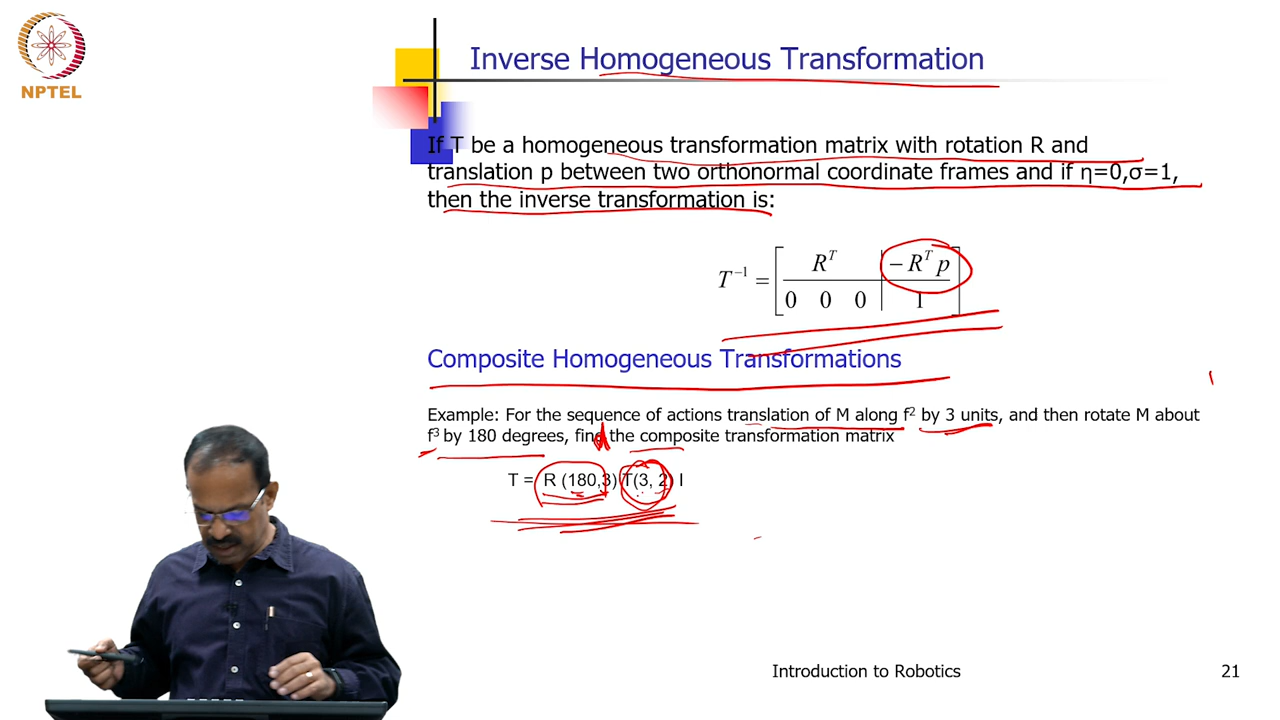 NPTEL
Inverse Homogeneous Transformation
If T be a homogeneous transformation matrix with rotation R and
translation p between two orthonormal coordinate frames and if η=0,σ=1,
then the inverse transformation is:
T⁻¹ = [ Rᵀ | − Rᵀ p ]
[ 0 0 0 | 1 ]
Composite Homogeneous Transformations
Example: For the sequence of actions translation of M along f² by 3 units, and then rotate M about
f³ by 180 degrees, find the composite transformation matrix
T = R (180,3) T(3, 2) I
Introduction to Robotics 21